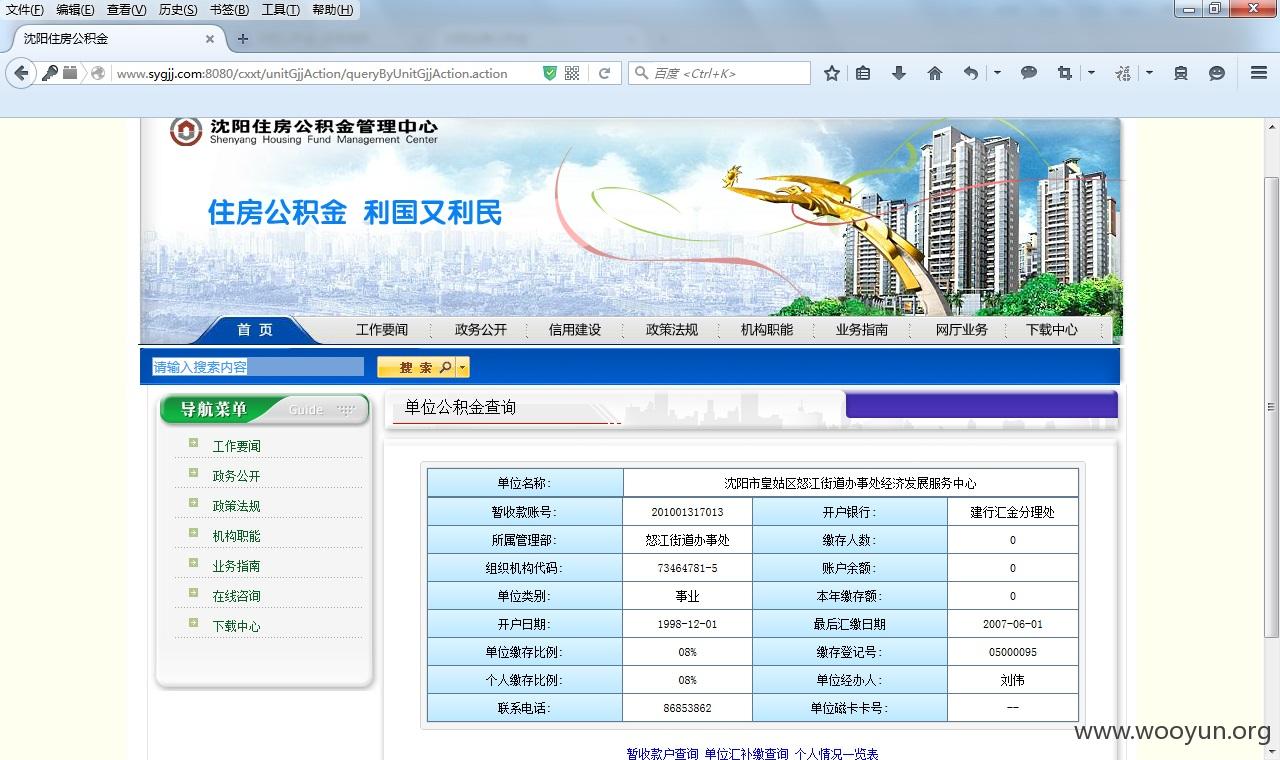 文件(F) 编辑(E) 查看(V) 历史(S) 书签(B) 工具(T) 帮助(H)
沈阳住房公积金
www.sygjj.com:8080/cxxt/unitGjjAction/queryByUnitGjjAction.action
百度 <Ctrl+K>
沈阳住房公积金管理中心
Shenyang Housing Fund Management Center
住房公积金 利国又利民
首 页 工作要闻 政务公开 信用建设 政策法规 机构职能 业务指南 网厅业务 下载中心
请输入搜素内容 搜 索
导航菜单 Guide
工作要闻
政务公开
政策法规
机构职能
业务指南
在线咨询
下载中心
单位公积金查询
单位名称: 沈阳市皇姑区怒江街道办事处经济发展服务中心
暂收款账号: 201001317013 开户银行: 建行汇金分理处
所属管理部: 怒江街道办事处 缴存人数: 0
组织机构代码: 73464781-5 账户余额: 0
单位类别: 事业 本年缴存额: 0
开户日期: 1998-12-01 最后汇缴日期 2007-06-01
单位缴存比例: 08% 缴存登记号: 05000095
个人缴存比例: 08% 单位经办人: 刘伟
联系电话: 86853862 单位磁卡卡号: --
暂收款户查询 单位汇补缴查询 个人情况一览表
www.wooyun.org